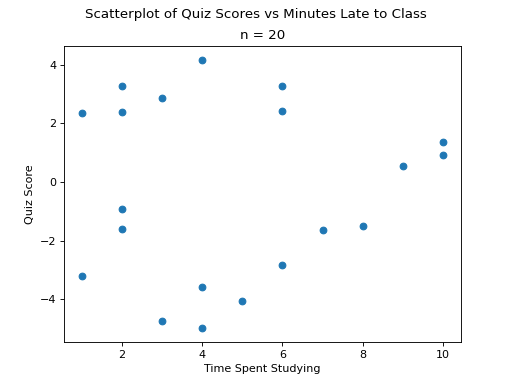 Scatterplot of Quiz Scores vs Minutes Late to Class
n = 20
4
2
0
−2
−4
Quiz Score
2
4
6
8
10
Time Spent Studying